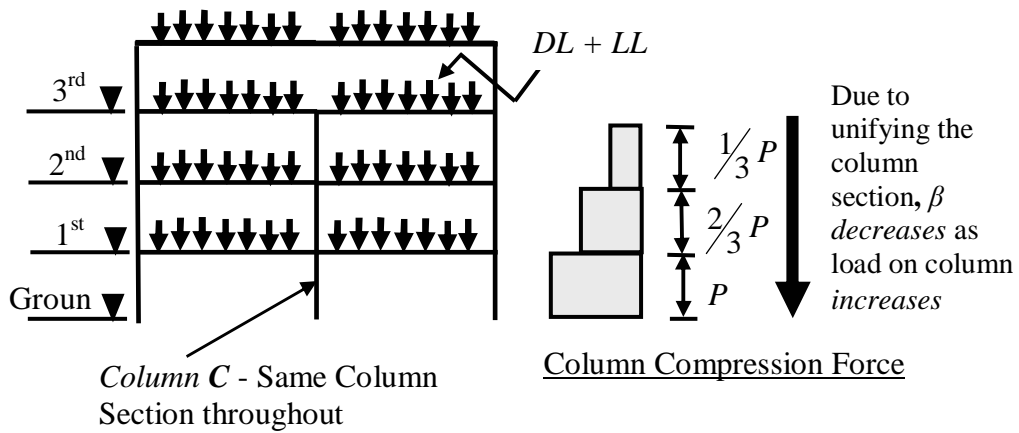 DL + LL
3rd
2nd
1st
Groun
Column C - Same Column
Section throughout
1/3 P
2/3 P
P
Column Compression Force
Due to
unifying the
column
section, β
decreases as
load on column
increases